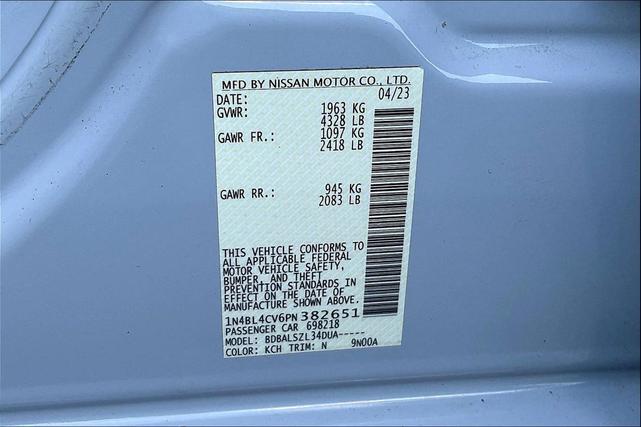 MFD BY NISSAN MOTOR CO., LTD.
DATE: 04/23
GVWR: 1963 KG
4328 LB
GAWR FR.: 1097 KG
2418 LB
GAWR RR.: 945 KG
2083 LB
THIS VEHICLE CONFORMS TO
ALL APPLICABLE FEDERAL
MOTOR VEHICLE SAFETY,
BUMPER, AND THEFT
PREVENTION STANDARDS IN
EFFECT ON THE DATE OF
MANUFACTURE SHOWN ABOVE.
1N4BL4CV6PN382651
PASSENGER CAR 698218
MODEL: BDBALSZL34DUA-----
COLOR: KCH TRIM: N 9N00A